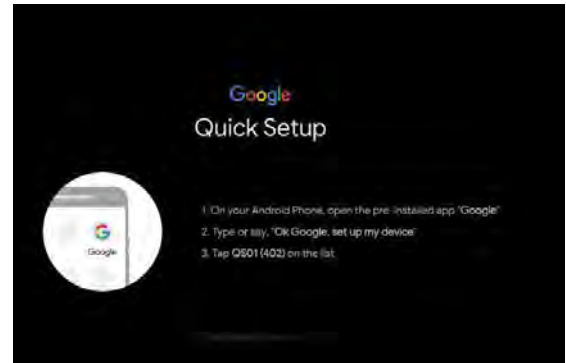 Google
Quick Setup
1. On your Android Phone, open the pre-installed app "Google"
2. Type or say, "Ok Google, set up my device"
3. Tap QS01 (402) on the list
G
Google